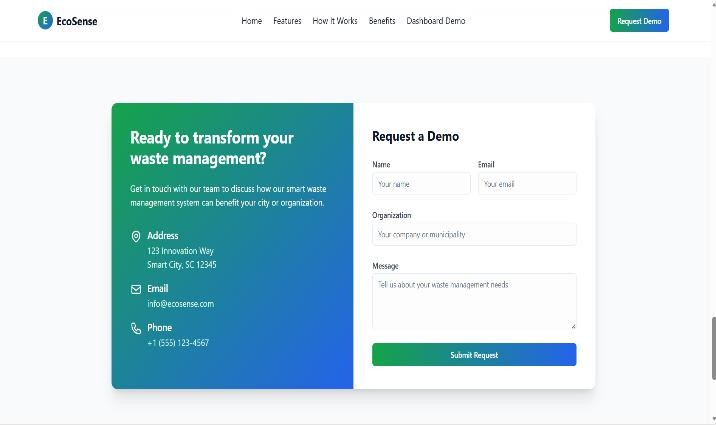 E EcoSense
Home Features How It Works Benefits Dashboard Demo
Request Demo
Ready to transform your
waste management?
Get in touch with our team to discuss how our smart waste
management system can benefit your city or organization.
Address
123 Innovation Way
Smart City, SC 12345
Email
info@ecosense.com
Phone
+1 (555) 123-4567
Request a Demo
Name Email
Your name Your email
Organization
Your company or municipality
Message
Tell us about your waste management needs
Submit Request